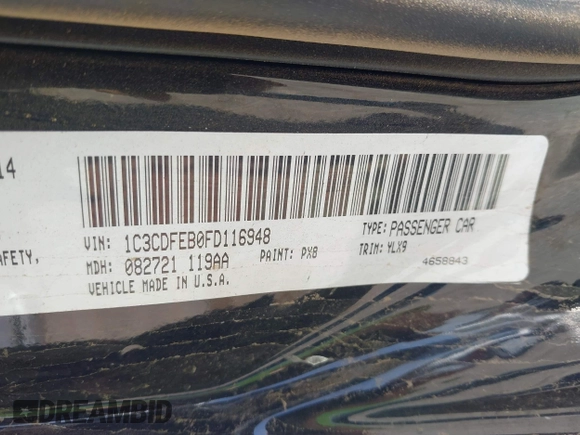 14
AFETY,
VIN: 1C3CDFEB0FD116948
TYPE: PASSENGER CAR
MDH: 082721 119AA
PAINT: PX8
TRIM: YLX9
VEHICLE MADE IN U.S.A.
4658843
DREAMBID